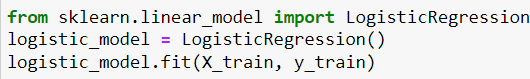 from sklearn.linear_model import LogisticRegression
logistic_model = LogisticRegression()
logistic_model.fit(X_train, y_train)